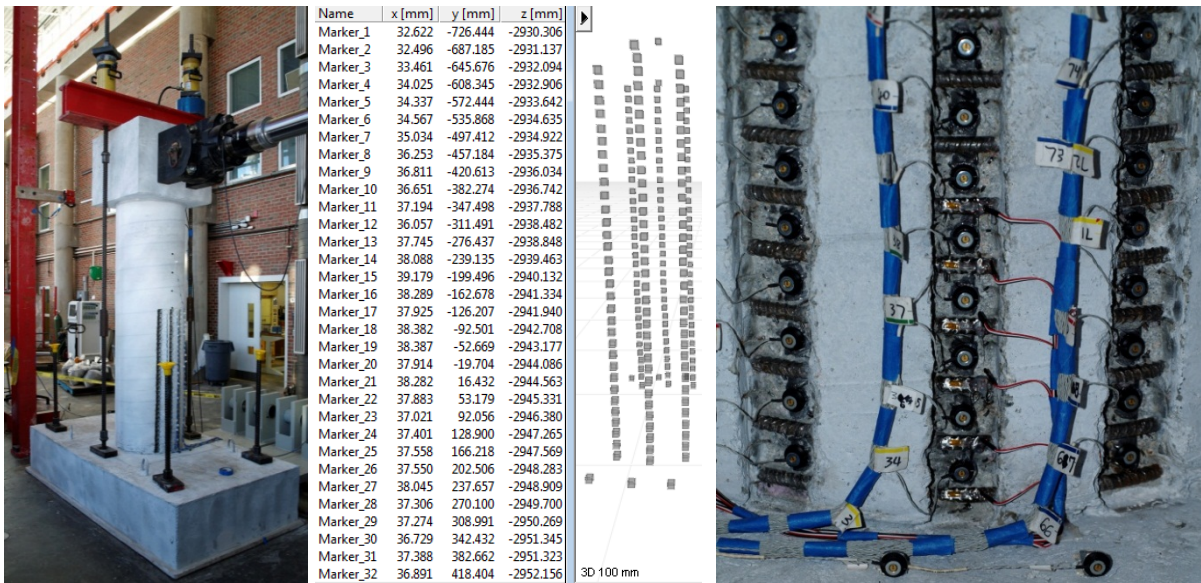 Name x [mm] y [mm] z [mm]
Marker_1 32.622 -726.444 -2930.306
Marker_2 32.496 -687.185 -2931.137
Marker_3 33.461 -645.676 -2932.094
Marker_4 34.025 -608.345 -2932.906
Marker_5 34.337 -572.444 -2933.642
Marker_6 34.567 -535.868 -2934.635
Marker_7 35.034 -497.412 -2934.922
Marker_8 36.253 -457.184 -2935.375
Marker_9 36.811 -420.613 -2936.034
Marker_10 36.651 -382.274 -2936.742
Marker_11 37.194 -347.498 -2937.788
Marker_12 36.057 -311.491 -2938.482
Marker_13 37.745 -276.437 -2938.848
Marker_14 38.088 -239.135 -2939.463
Marker_15 39.179 -199.496 -2940.132
Marker_16 38.289 -162.678 -2941.334
Marker_17 37.925 -126.207 -2941.940
Marker_18 38.382 -92.501 -2942.708
Marker_19 38.387 -52.669 -2943.177
Marker_20 37.914 -19.704 -2944.086
Marker_21 38.282 16.432 -2944.563
Marker_22 37.883 53.179 -2945.331
Marker_23 37.021 92.056 -2946.380
Marker_24 37.401 128.900 -2947.265
Marker_25 37.558 166.218 -2947.569
Marker_26 37.550 202.506 -2948.283
Marker_27 38.045 237.657 -2948.909
Marker_28 37.306 270.100 -2949.700
Marker_29 37.274 308.991 -2950.269
Marker_30 36.729 342.432 -2951.345
Marker_31 37.388 382.662 -2951.323
Marker_32 36.891 418.404 -2952.156
3D 100 mm
74
73
72
71
37
34
66